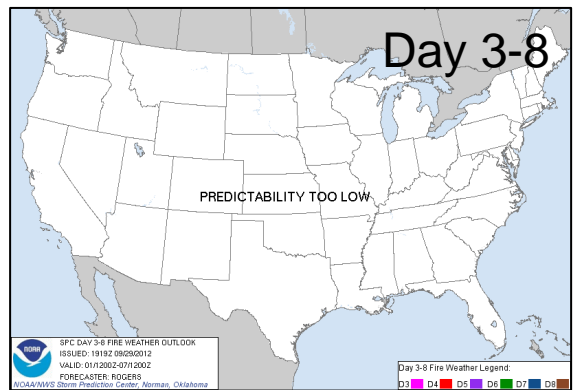 Day 3-8
PREDICTABILITY TOO LOW
NOAA
SPC DAY 3-8 FIRE WEATHER OUTLOOK
ISSUED: 1919Z 09/29/2012
VALID: 01/1200Z-07/1200Z
FORECASTER: ROGERS
NOAA/NWS Storm Prediction Center, Norman, Oklahoma
Day 3-8 Fire Weather Legend:
D3 D4 D5 D6 D7 D8